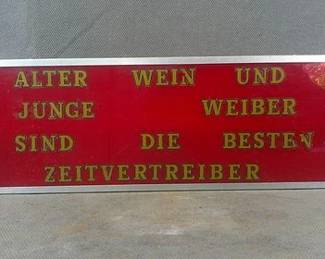 ALTER WEIN UND
JUNGE WEIBER
SIND DIE BESTEN
ZEITVERTREIBER